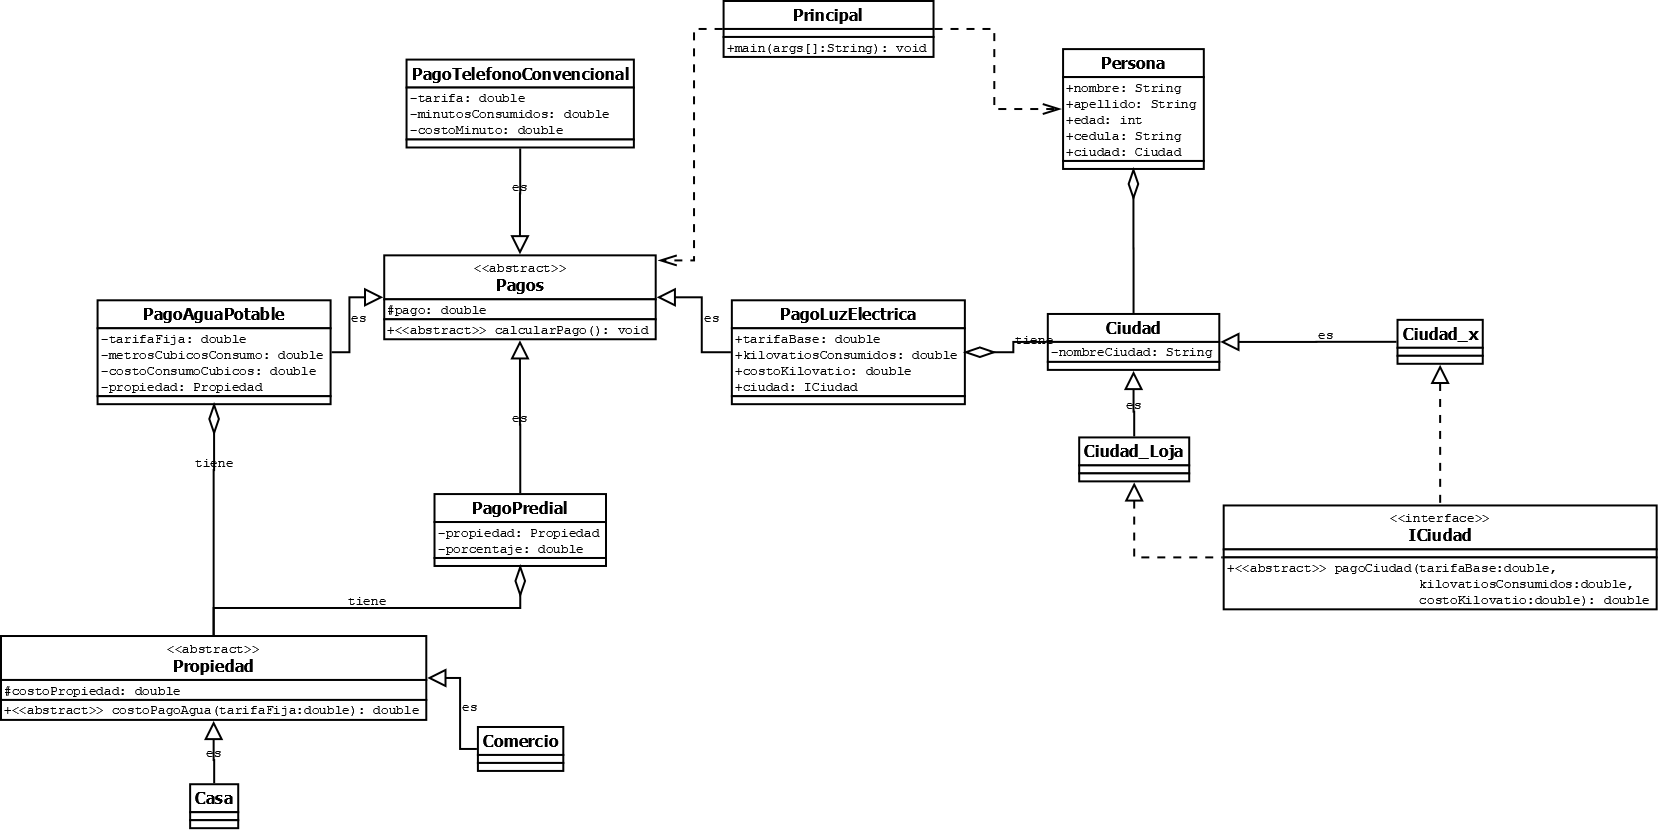 Principal
+main(args[]:String): void
PagoTelefonoConvencional
-tarifa: double
-minutosConsumidos: double
-costoMinuto: double
Persona
+nombre: String
+apellido: String
+edad: int
+cedula: String
+ciudad: Ciudad
es
<<abstract>>
Pagos
#pago: double
+<<abstract>> calcularPago(): void
PagoAguaPotable
-tarifaFija: double
-metrosCubicosConsumo: double
-costoConsumoCubicos: double
-propiedad: Propiedad
es
es
PagoLuzElectrica
+tarifaBase: double
+kilovatiosConsumidos: double
+costoKilovatio: double
+ciudad: ICiudad
tiene
Ciudad
-nombreCiudad: String
es
Ciudad_x
es
es
Ciudad_Loja
tiene
PagoPredial
-propiedad: Propiedad
-porcentaje: double
<<interface>>
ICiudad
+<<abstract>> pagoCiudad(tarifaBase:double,
kilovatiosConsumidos:double,
costoKilovatio:double): double
tiene
<<abstract>>
Propiedad
#costoPropiedad: double
+<<abstract>> costoPagoAgua(tarifaFija:double): double
es
Comercio
es
Casa